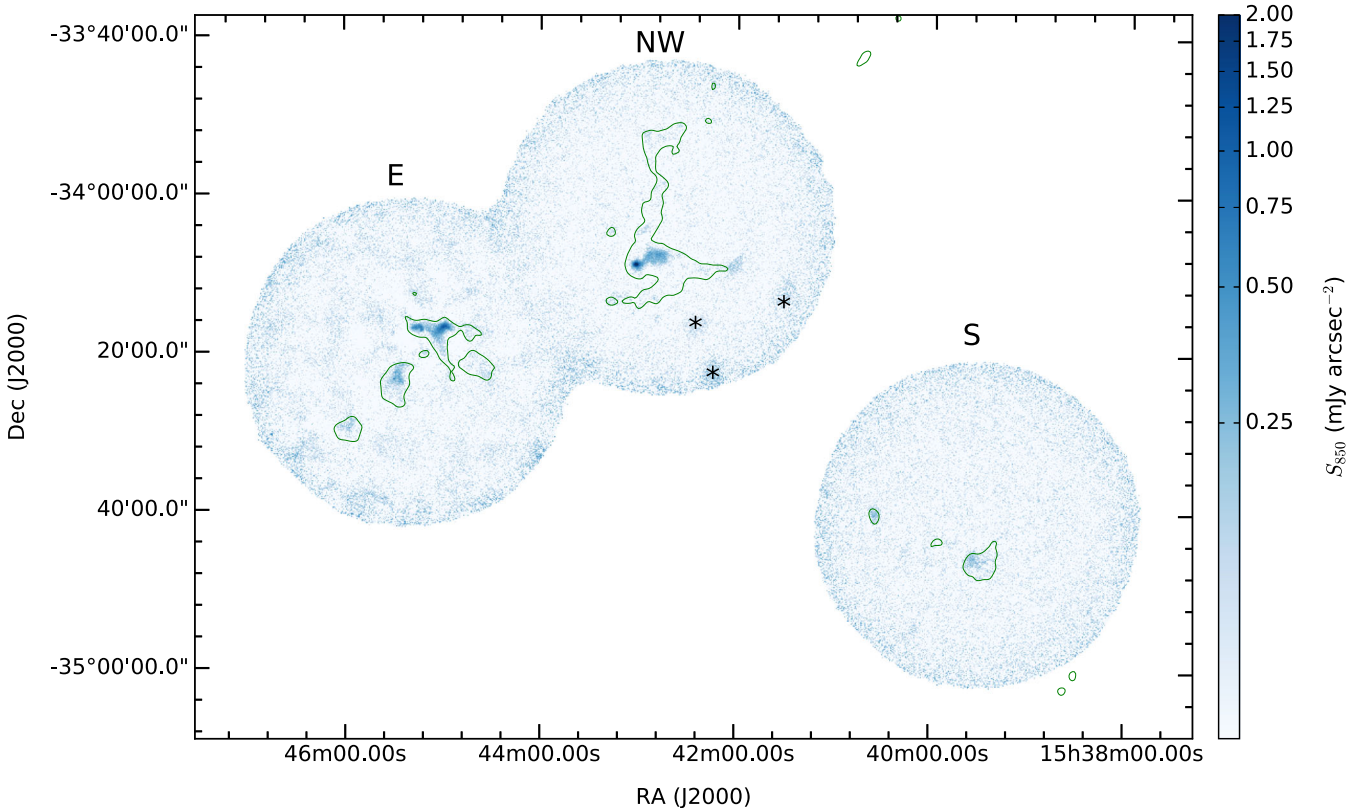 NW
E
S
*
*
*
-33°40'00.0"
-34°00'00.0"
20'00.0"
40'00.0"
-35°00'00.0"
Dec (J2000)
46m00.00s 44m00.00s 42m00.00s 40m00.00s 15h38m00.00s
RA (J2000)
2.00
1.75
1.50
1.25
1.00
0.75
0.50
0.25
S₈₅₀ (mJy arcsec⁻²)